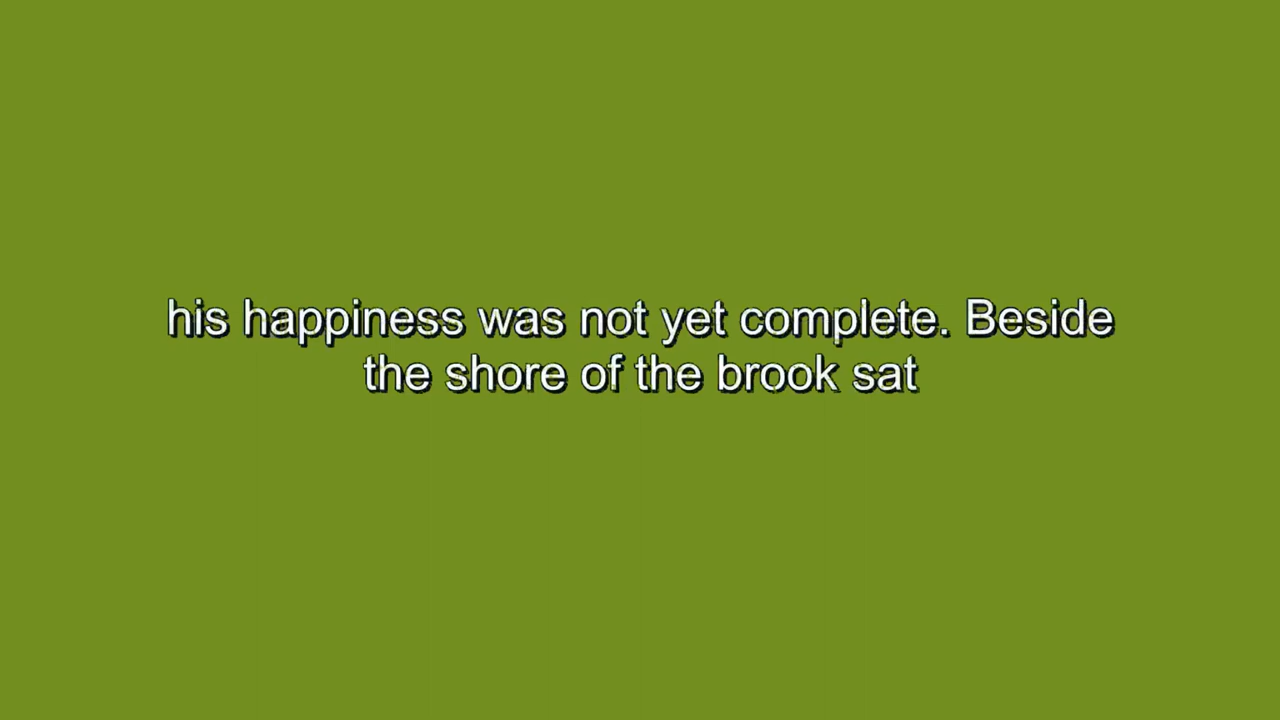 his happiness was not yet complete. Beside
the shore of the brook sat